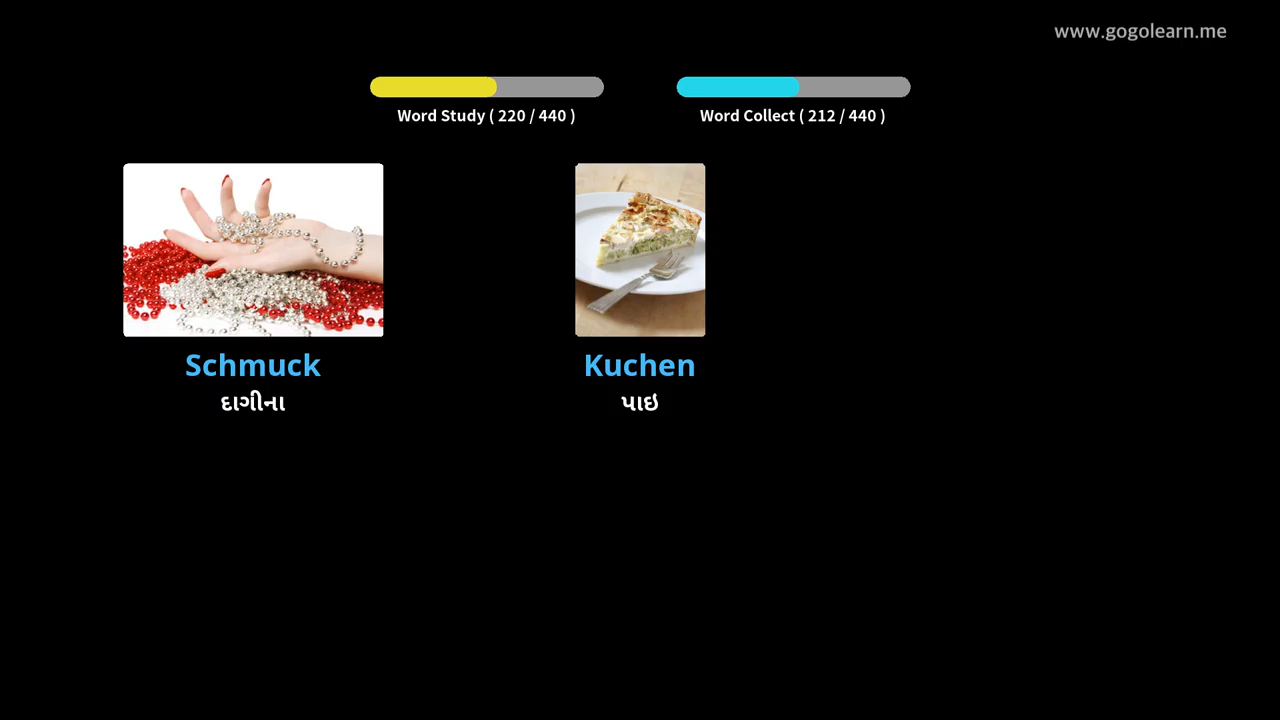 www.gogolearn.me
Word Study ( 220 / 440 )
Word Collect ( 212 / 440 )
Schmuck
દાગીના
Kuchen
પાઇ